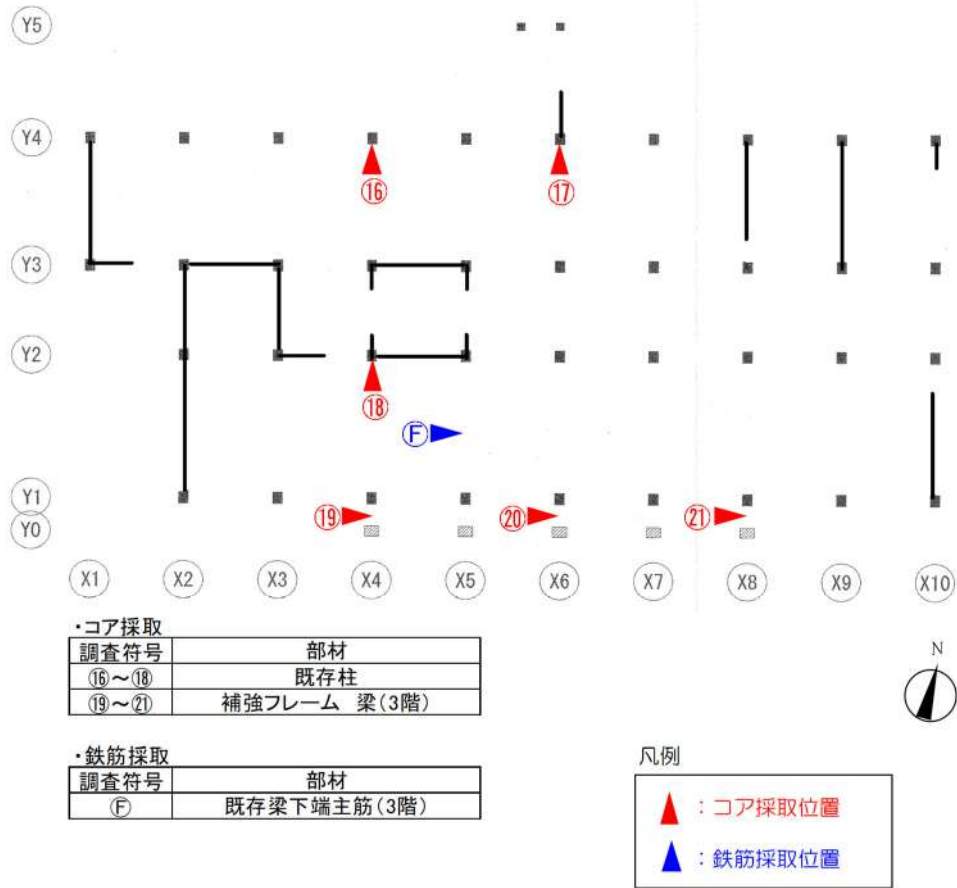 Y5
Y4
⑯
⑰
Y3
Y2
⑱
Ⓕ
Y1
⑲
⑳
㉑
Y0
X1 X2 X3 X4 X5 X6 X7 X8 X9 X10
・コア採取
調査符号 部材
⑯～⑱ 既存柱
⑲～㉑ 補強フレーム 梁(3階)
N
・鉄筋採取
調査符号 部材
Ⓕ 既存梁下端主筋(3階)
凡例
：コア採取位置
：鉄筋採取位置